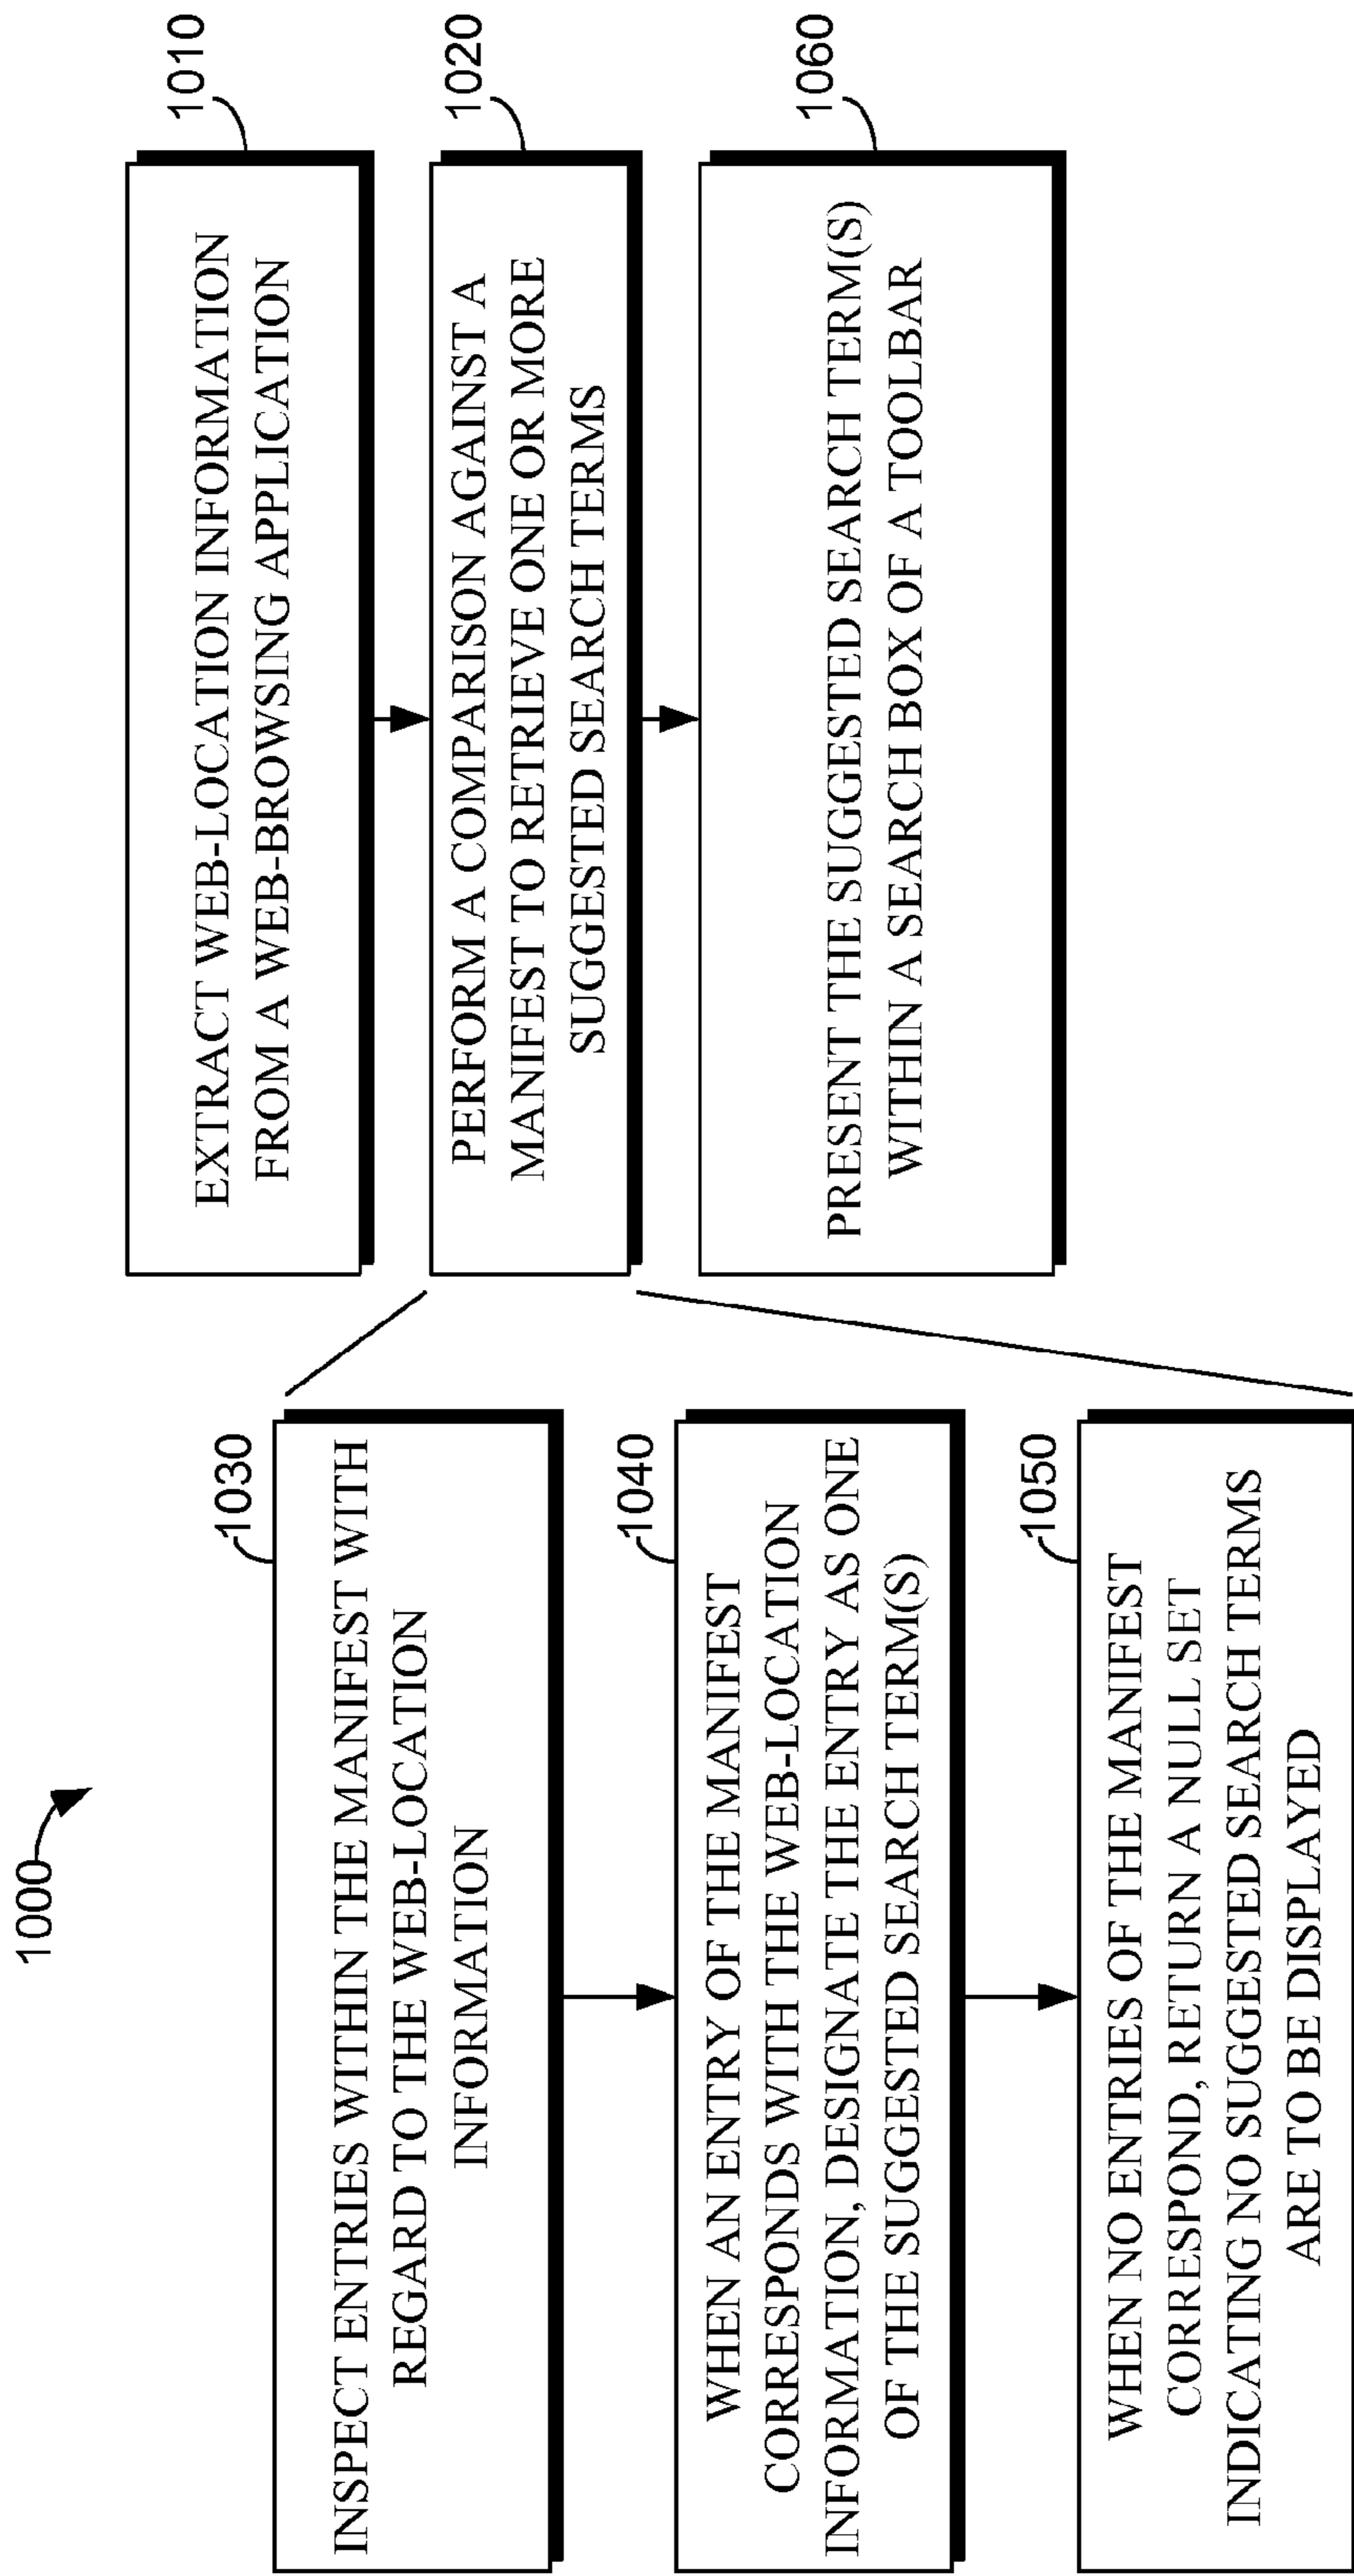 1000
1010
EXTRACT WEB-LOCATION INFORMATION
FROM A WEB-BROWSING APPLICATION
1020
PERFORM A COMPARISON AGAINST A
MANIFEST TO RETRIEVE ONE OR MORE
SUGGESTED SEARCH TERMS
1030
INSPECT ENTRIES WITHIN THE MANIFEST WITH
REGARD TO THE WEB-LOCATION
INFORMATION
1040
WHEN AN ENTRY OF THE MANIFEST
CORRESPONDS WITH THE WEB-LOCATION
INFORMATION, DESIGNATE THE ENTRY AS ONE
OF THE SUGGESTED SEARCH TERM(S)
1050
WHEN NO ENTRIES OF THE MANIFEST
CORRESPOND, RETURN A NULL SET
INDICATING NO SUGGESTED SEARCH TERMS
ARE TO BE DISPLAYED
1060
PRESENT THE SUGGESTED SEARCH TERM(S)
WITHIN A SEARCH BOX OF A TOOLBAR